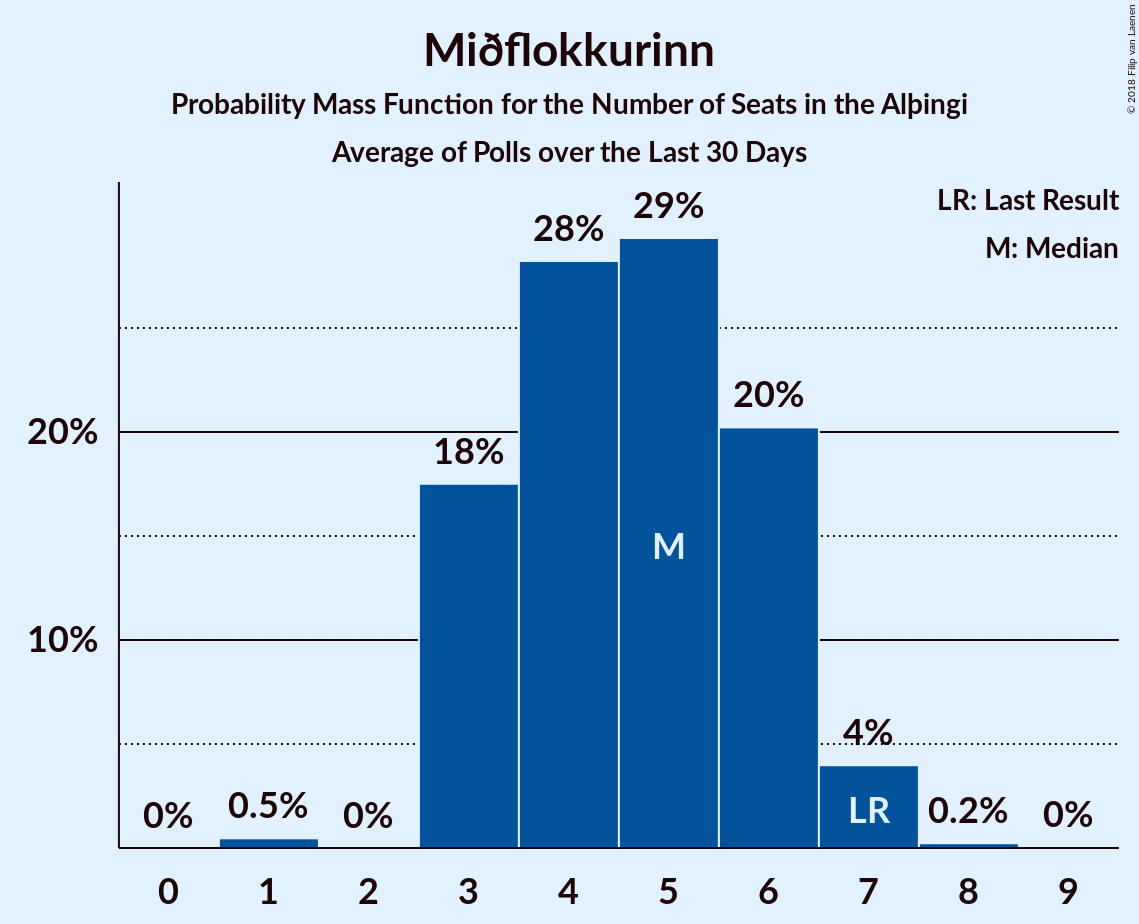 Miðflokkurinn
Probability Mass Function for the Number of Seats in the Alþingi
Average of Polls over the Last 30 Days
© 2018 Filip van Laenen
LR: Last Result
M: Median
29%
28%
20%
20%
18%
M
10%
4%
LR
0%
0.5%
0%
0.2%
0%
0 1 2 3 4 5 6 7 8 9